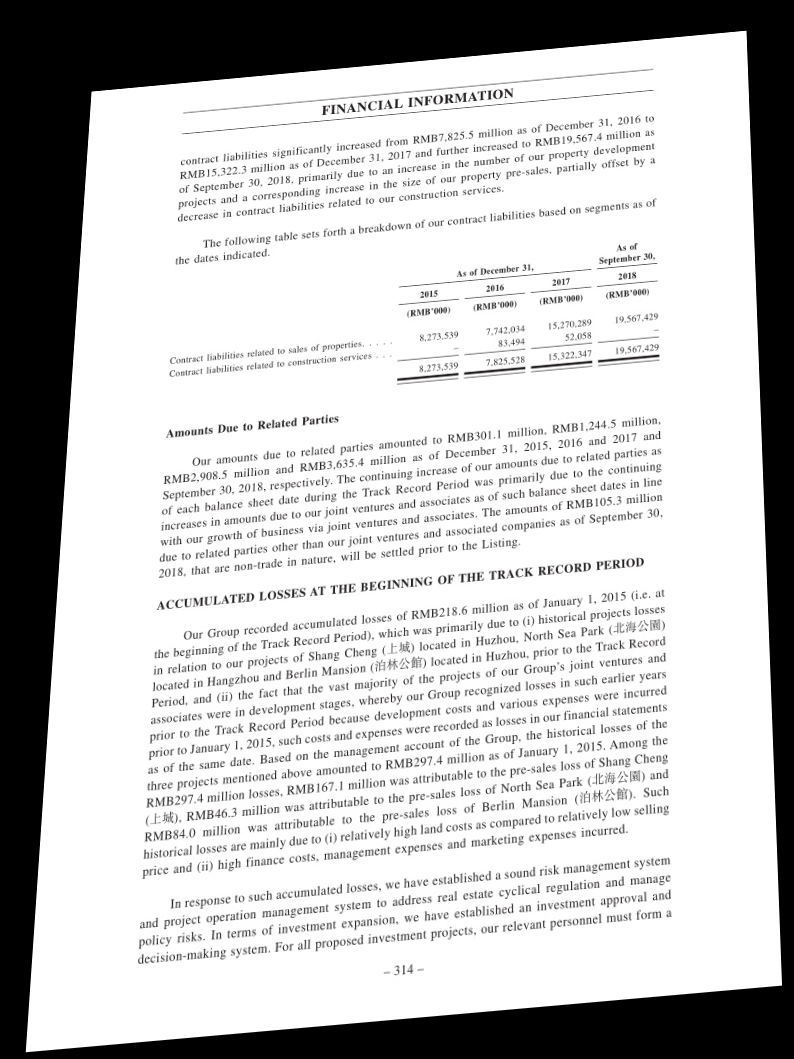 FINANCIAL INFORMATION
contract liabilities significantly increased from RMB7,825.5 million as of December 31, 2016 to
RMB15,322.3 million as of December 31, 2017 and further increased to RMB19,567.4 million as
of September 30, 2018, primarily due to an increase in the number of our property development
projects and a corresponding increase in the size of our property pre-sales, partially offset by a
decrease in contract liabilities related to our construction services.
The following table sets forth a breakdown of our contract liabilities based on segments as of
the dates indicated.
As of December 31, As of September 30,
2015 2016 2017 2018
(RMB'000) (RMB'000) (RMB'000) (RMB'000)
Contract liabilities related to sales of properties. . . . . 8,273,539 7,742,034 15,270,289 19,567,429
Contract liabilities related to construction services . . . – 83,494 52,058 –
8,273,539 7,825,528 15,322,347 19,567,429
Amounts Due to Related Parties
Our amounts due to related parties amounted to RMB301.1 million, RMB1,244.5 million,
RMB2,908.5 million and RMB3,635.4 million as of December 31, 2015, 2016 and 2017 and
September 30, 2018, respectively. The continuing increase of our amounts due to related parties as
of each balance sheet date during the Track Record Period was primarily due to the continuing
increases in amounts due to our joint ventures and associates as of such balance sheet dates in line
with our growth of business via joint ventures and associates. The amounts of RMB105.3 million
due to related parties other than our joint ventures and associated companies as of September 30,
2018, that are non-trade in nature, will be settled prior to the Listing.
ACCUMULATED LOSSES AT THE BEGINNING OF THE TRACK RECORD PERIOD
Our Group recorded accumulated losses of RMB218.6 million as of January 1, 2015 (i.e. at
the beginning of the Track Record Period), which was primarily due to (i) historical projects losses
in relation to our projects of Shang Cheng (上城) located in Huzhou, North Sea Park (北海公園)
located in Hangzhou and Berlin Mansion (泊林公館) located in Huzhou, prior to the Track Record
Period, and (ii) the fact that the vast majority of the projects of our Group's joint ventures and
associates were in development stages, whereby our Group recognized losses in such earlier years
prior to the Track Record Period because development costs and various expenses were incurred
prior to January 1, 2015, such costs and expenses were recorded as losses in our financial statements
as of the same date. Based on the management account of the Group, the historical losses of the
three projects mentioned above amounted to RMB297.4 million as of January 1, 2015. Among the
RMB297.4 million losses, RMB167.1 million was attributable to the pre-sales loss of Shang Cheng
(上城), RMB46.3 million was attributable to the pre-sales loss of North Sea Park (北海公園) and
RMB84.0 million was attributable to the pre-sales loss of Berlin Mansion (泊林公館). Such
historical losses are mainly due to (i) relatively high land costs as compared to relatively low selling
price and (ii) high finance costs, management expenses and marketing expenses incurred.
In response to such accumulated losses, we have established a sound risk management system
and project operation management system to address real estate cyclical regulation and manage
policy risks. In terms of investment expansion, we have established an investment approval and
decision-making system. For all proposed investment projects, our relevant personnel must form a
– 314 –